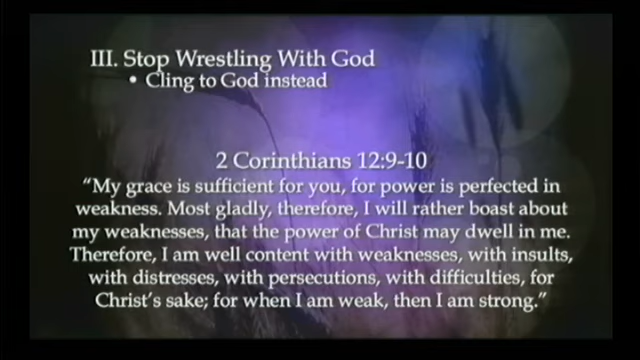 III. Stop Wrestling With God
• Cling to God instead
2 Corinthians 12:9-10
“My grace is sufficient for you, for power is perfected in
weakness. Most gladly, therefore, I will rather boast about
my weaknesses, that the power of Christ may dwell in me.
Therefore, I am well content with weaknesses, with insults,
with distresses, with persecutions, with difficulties, for
Christ’s sake; for when I am weak, then I am strong.”